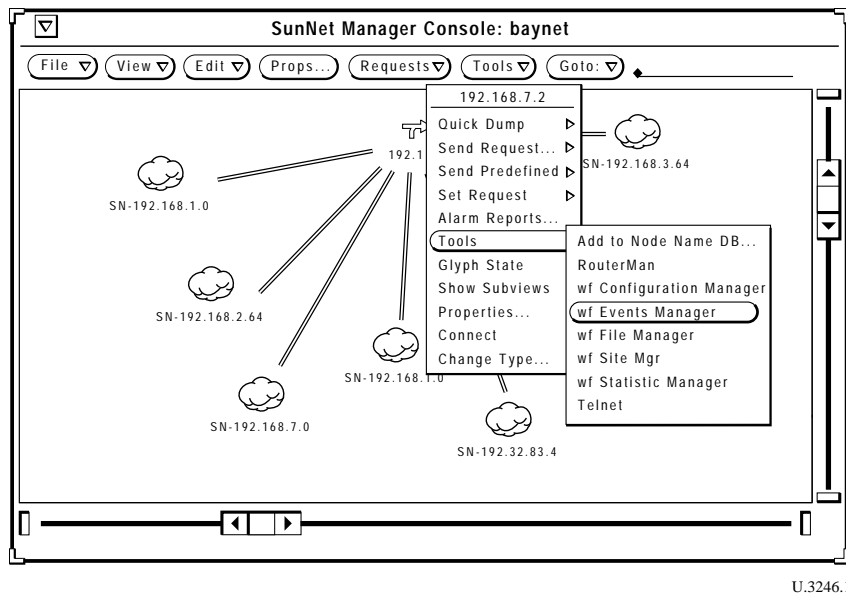 SunNet Manager Console: baynet
File View Edit Props... Requests Tools Goto:
192.168.7.2
Quick Dump
Send Request...
Send Predefined
Set Request
Alarm Reports...
Tools
Glyph State
Show Subviews
Properties...
Connect
Change Type...
Add to Node Name DB...
RouterMan
wf Configuration Manager
wf Events Manager
wf File Manager
wf Site Mgr
wf Statistic Manager
Telnet
192.1
SN-192.168.3.64
SN-192.168.1.0
SN-192.168.2.64
SN-192.168.1.0
SN-192.168.7.0
SN-192.32.83.4
U.3246.